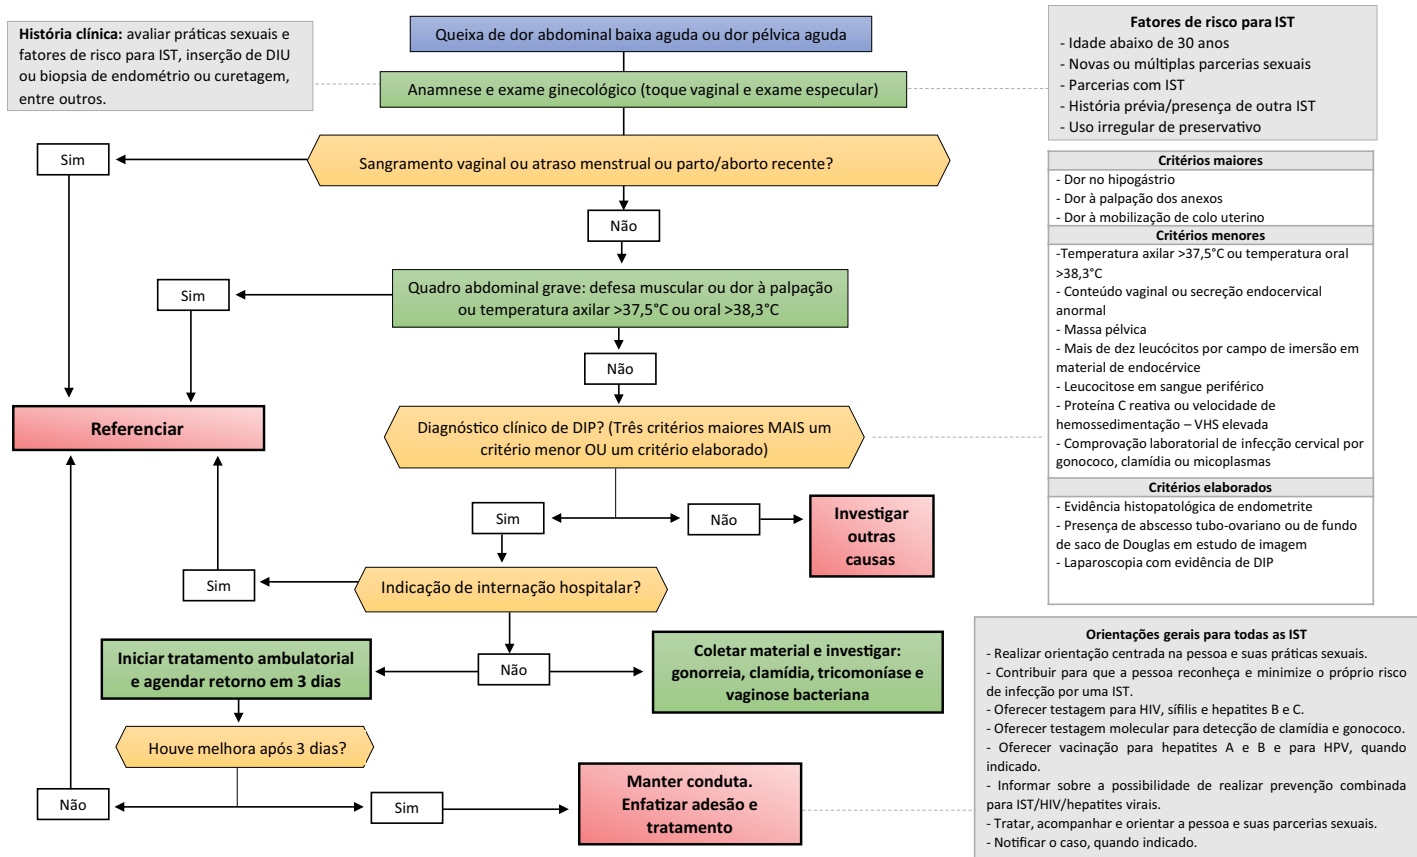 História clínica: avaliar práticas sexuais e
fatores de risco para IST, inserção de DIU
ou biopsia de endométrio ou curetagem,
entre outros.
Queixa de dor abdominal baixa aguda ou dor pélvica aguda
Anamnese e exame ginecológico (toque vaginal e exame especular)
Fatores de risco para IST
- Idade abaixo de 30 anos
- Novas ou múltiplas parcerias sexuais
- Parcerias com IST
- História prévia/presença de outra IST
- Uso irregular de preservativo
Sim
Sangramento vaginal ou atraso menstrual ou parto/aborto recente?
Não
Critérios maiores
- Dor no hipogástrio
- Dor à palpação dos anexos
- Dor à mobilização de colo uterino
Critérios menores
-Temperatura axilar >37,5°C ou temperatura oral
>38,3°C
- Conteúdo vaginal ou secreção endocervical
anormal
- Massa pélvica
- Mais de dez leucócitos por campo de imersão em
material de endocérvice
- Leucocitose em sangue periférico
- Proteína C reativa ou velocidade de
hemossedimentação – VHS elevada
- Comprovação laboratorial de infecção cervical por
gonococo, clamídia ou micoplasmas
Critérios elaborados
- Evidência histopatológica de endometrite
- Presença de abscesso tubo-ovariano ou de fundo
de saco de Douglas em estudo de imagem
- Laparoscopia com evidência de DIP
Sim
Quadro abdominal grave: defesa muscular ou dor à palpação
ou temperatura axilar >37,5°C ou oral >38,3°C
Não
Referenciar
Diagnóstico clínico de DIP? (Três critérios maiores MAIS um
critério menor OU um critério elaborado)
Sim
Não
Investigar
outras
causas
Sim
Indicação de internação hospitalar?
Iniciar tratamento ambulatorial
e agendar retorno em 3 dias
Não
Coletar material e investigar:
gonorreia, clamídia, tricomoníase e
vaginose bacteriana
Houve melhora após 3 dias?
Não
Sim
Manter conduta.
Enfatizar adesão e
tratamento
Orientações gerais para todas as IST
- Realizar orientação centrada na pessoa e suas práticas sexuais.
- Contribuir para que a pessoa reconheça e minimize o próprio risco
de infecção por uma IST.
- Oferecer testagem para HIV, sífilis e hepatites B e C.
- Oferecer testagem molecular para detecção de clamídia e gonococo.
- Oferecer vacinação para hepatites A e B e para HPV, quando
indicado.
- Informar sobre a possibilidade de realizar prevenção combinada
para IST/HIV/hepatites virais.
- Tratar, acompanhar e orientar a pessoa e suas parcerias sexuais.
- Notificar o caso, quando indicado.